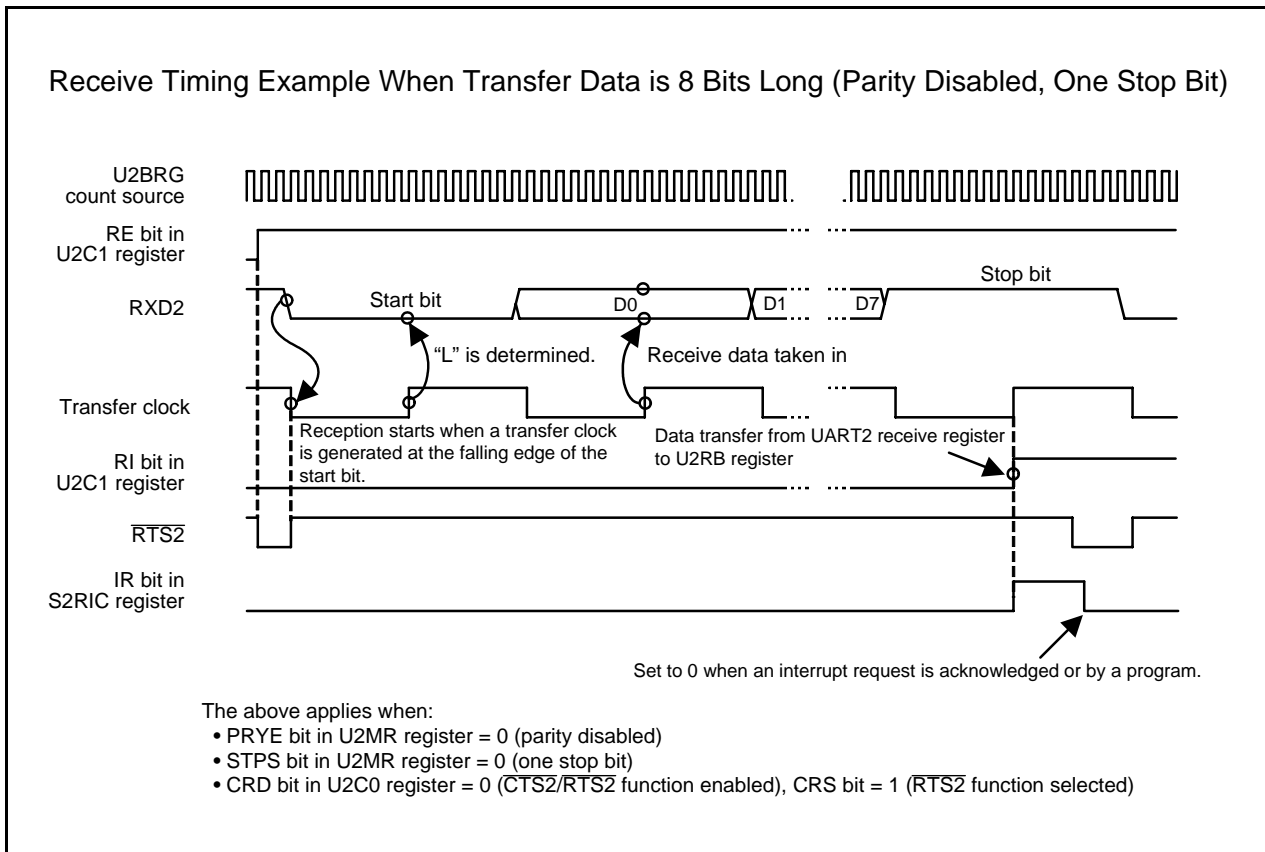 Receive Timing Example When Transfer Data is 8 Bits Long (Parity Disabled, One Stop Bit)
U2BRG
count source
RE bit in
U2C1 register
RXD2
Start bit
D0
D1
D7
Stop bit
“L” is determined.
Receive data taken in
Transfer clock
Reception starts when a transfer clock
is generated at the falling edge of the
start bit.
Data transfer from UART2 receive register
to U2RB register
RI bit in
U2C1 register
RTS2
IR bit in
S2RIC register
Set to 0 when an interrupt request is acknowledged or by a program.
The above applies when:
• PRYE bit in U2MR register = 0 (parity disabled)
• STPS bit in U2MR register = 0 (one stop bit)
• CRD bit in U2C0 register = 0 (CTS2/RTS2 function enabled), CRS bit = 1 (RTS2 function selected)